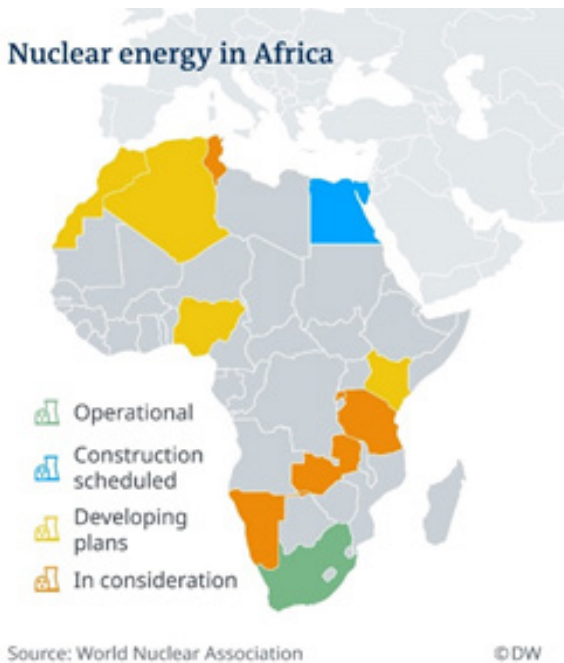 Nuclear energy in Africa
Operational
Construction
scheduled
Developing
plans
In consideration
Source: World Nuclear Association
©DW